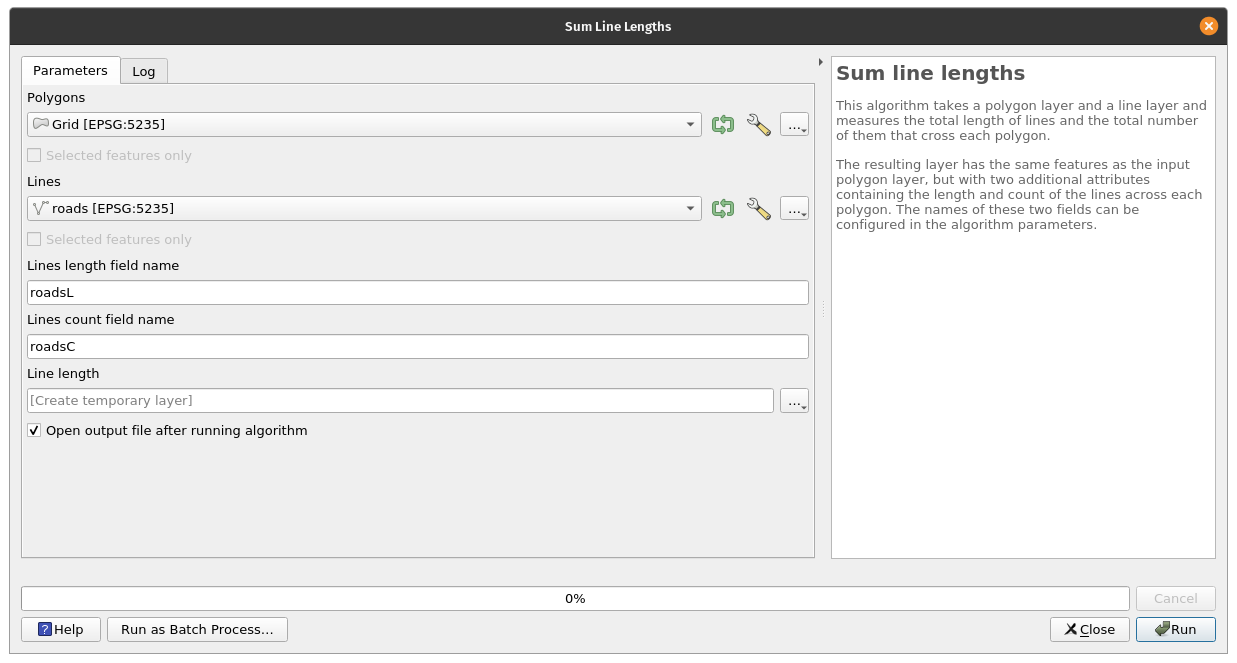 Sum Line Lengths
Parameters
Log
Polygons
Grid [EPSG:5235]
...
Selected features only
Lines
roads [EPSG:5235]
...
Selected features only
Lines length field name
roadsL
Lines count field name
roadsC
Line length
[Create temporary layer]
...
Open output file after running algorithm
Sum line lengths
This algorithm takes a polygon layer and a line layer and
measures the total length of lines and the total number
of them that cross each polygon.
The resulting layer has the same features as the input
polygon layer, but with two additional attributes
containing the length and count of the lines across each
polygon. The names of these two fields can be
configured in the algorithm parameters.
0%
Cancel
Help
Run as Batch Process...
Close
Run